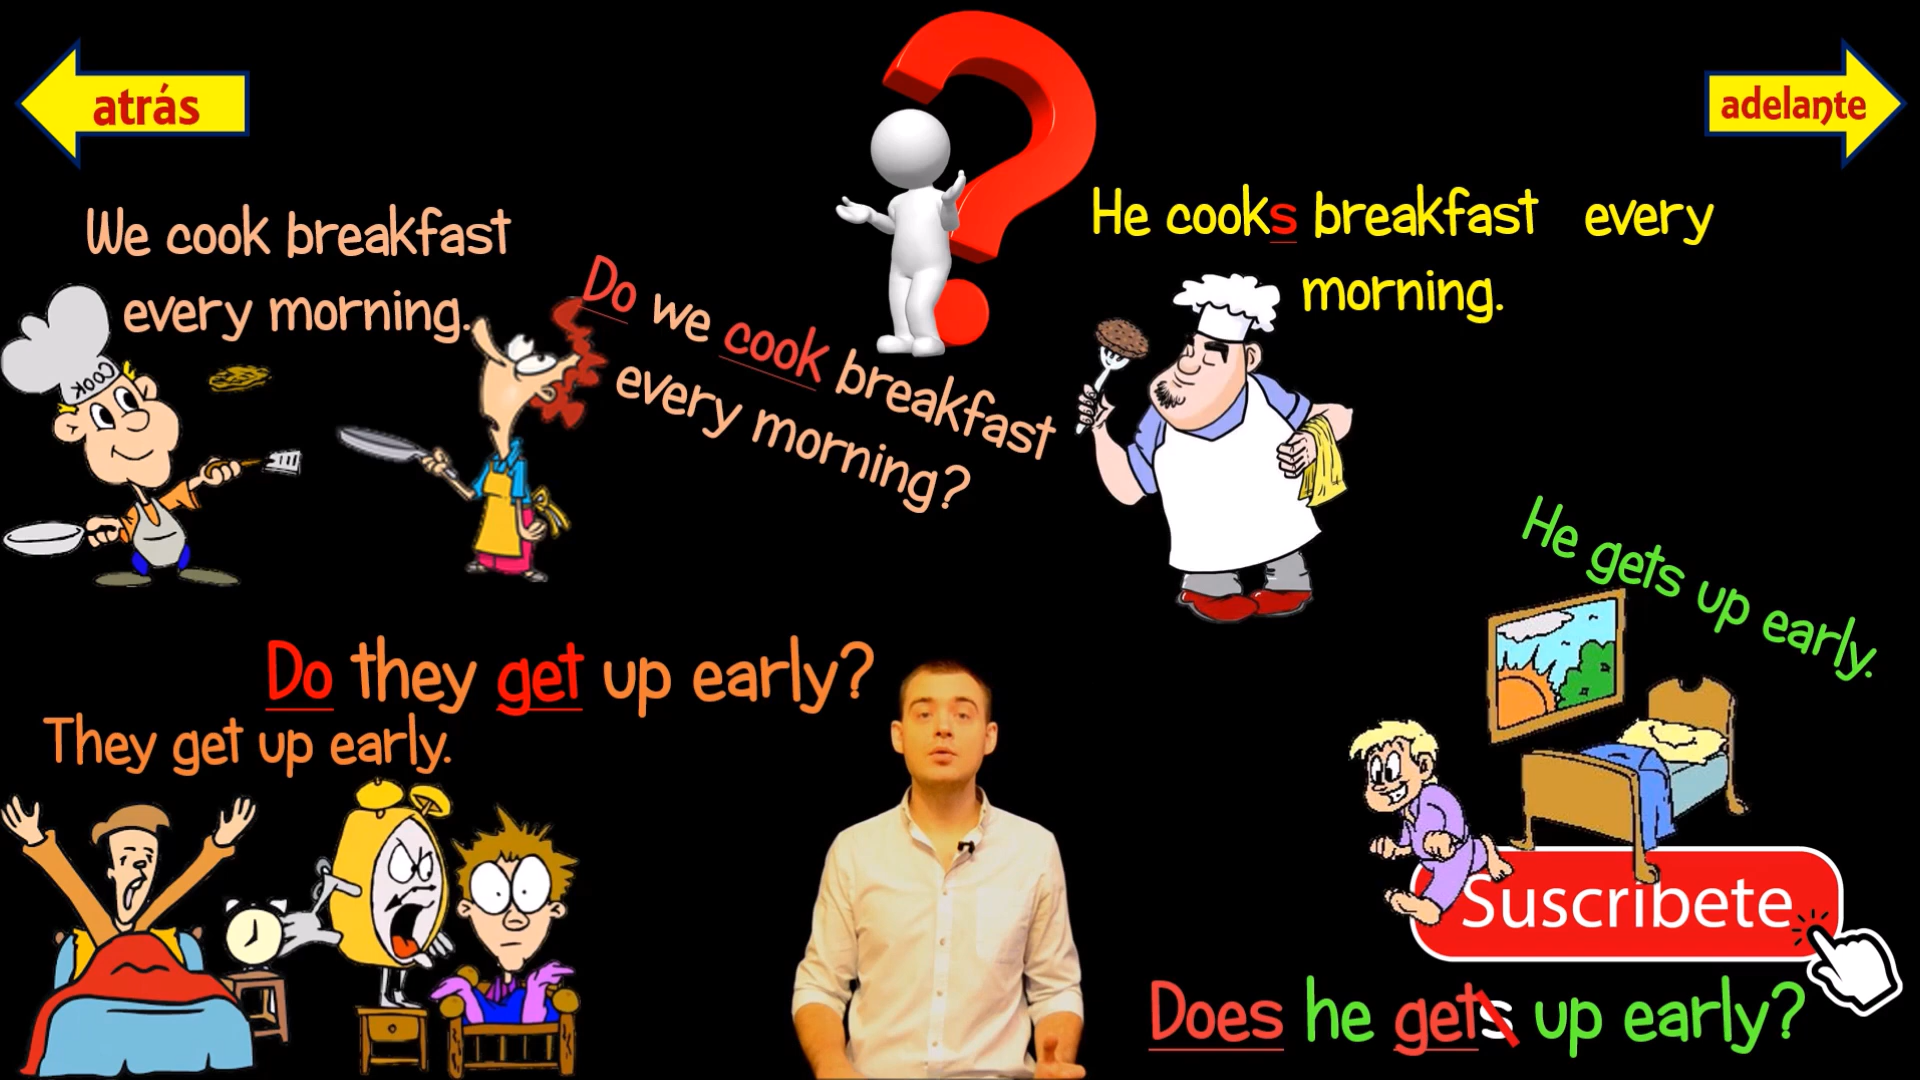 atrás
adelante
We cook breakfast
every morning.
COOK
Do we cook breakfast
every morning?
He cooks breakfast every
morning.
He gets up early.
Do they get up early?
They get up early.
Suscribete
Does he gets up early?